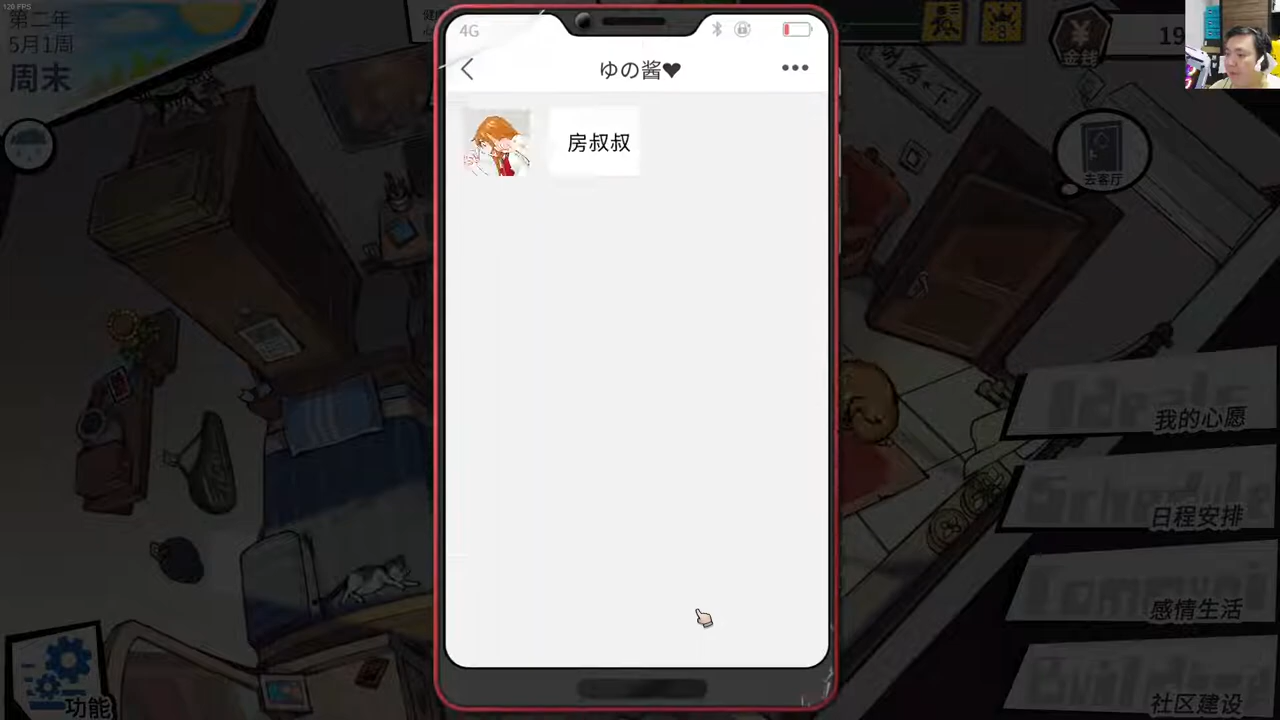 120 FPS
第二年
5月1周
周末
4G
ゆの酱❤
房叔叔
金钱
19
去客厅
我的心愿
日程安排
感情生活
社区建设
功能